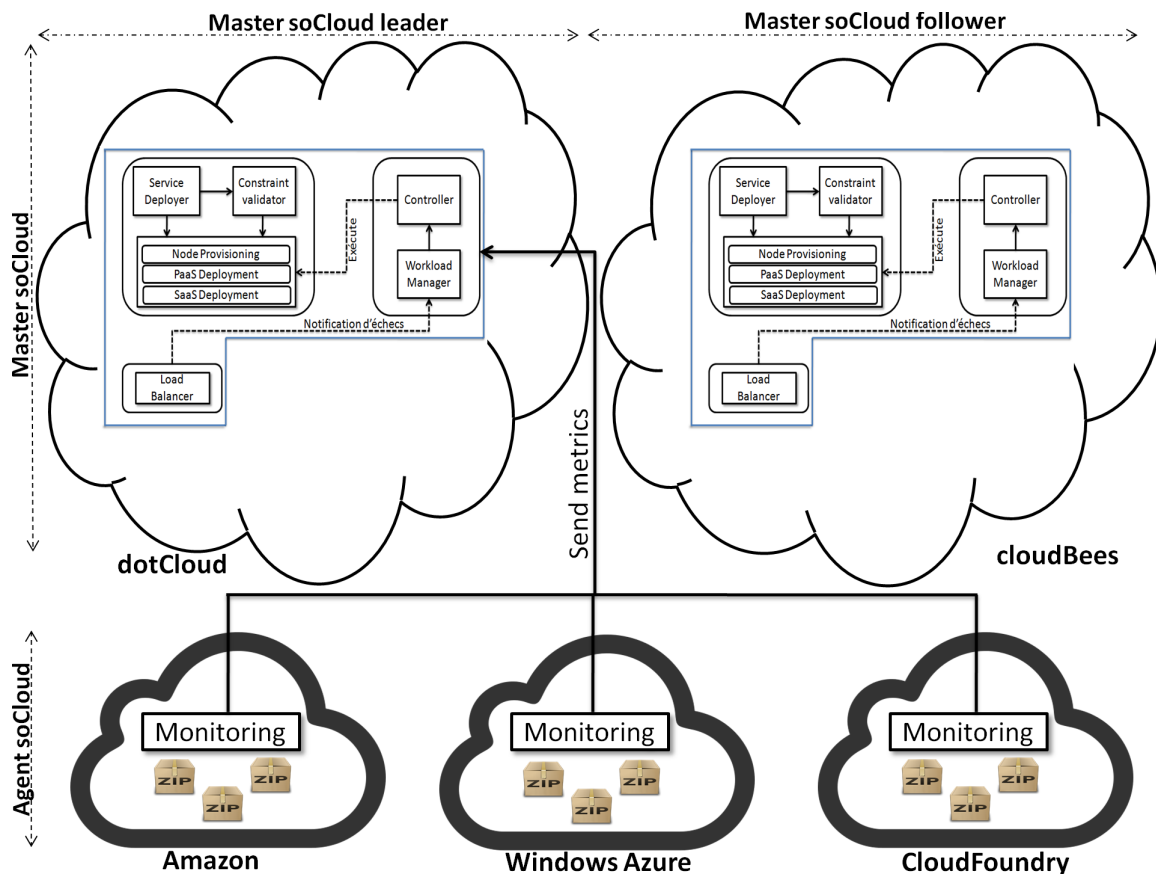 Master soCloud leader
Master soCloud follower
Master soCloud
Service
Deployer
Constraint
validator
Node Provisioning
PaaS Deployment
SaaS Deployment
Execute
Controller
Workload
Manager
Notification d'échecs
Load
Balancer
dotCloud
Service
Deployer
Constraint
validator
Node Provisioning
PaaS Deployment
SaaS Deployment
Execute
Controller
Workload
Manager
Notification d'échecs
Load
Balancer
cloudBees
Send metrics
Agent soCloud
Monitoring
ZIP
ZIP
ZIP
Amazon
Monitoring
ZIP
ZIP
ZIP
Windows Azure
Monitoring
ZIP
ZIP
ZIP
CloudFoundry